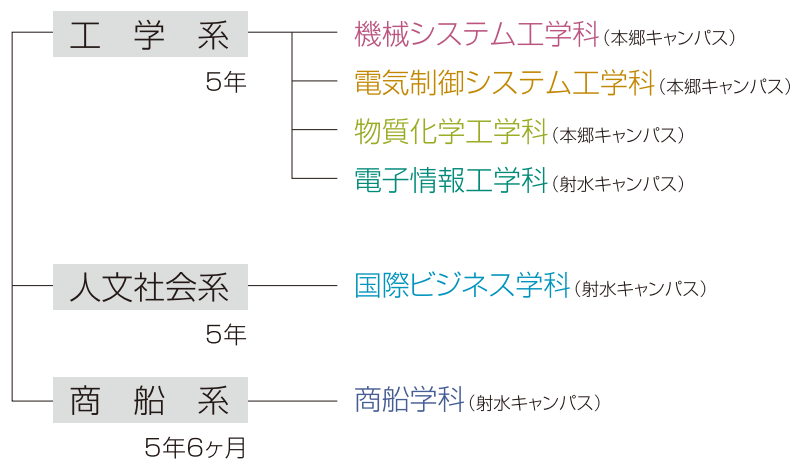 工 学 系
5年
機械システム工学科（本郷キャンパス）
電気制御システム工学科（本郷キャンパス）
物質化学工学科（本郷キャンパス）
電子情報工学科（射水キャンパス）
人文社会系
5年
国際ビジネス学科（射水キャンパス）
商 船 系
5年6ヶ月
商船学科（射水キャンパス）